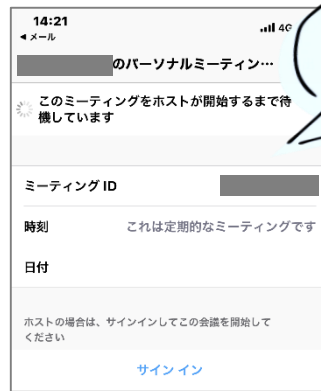 14:21
4G
◀ メール
のパーソナルミーティン…
このミーティングをホストが開始するまで待
機しています
ミーティング ID
時刻 これは定期的なミーティングです
日付
ホストの場合は、サインインしてこの会議を開始して
ください
サイン イン